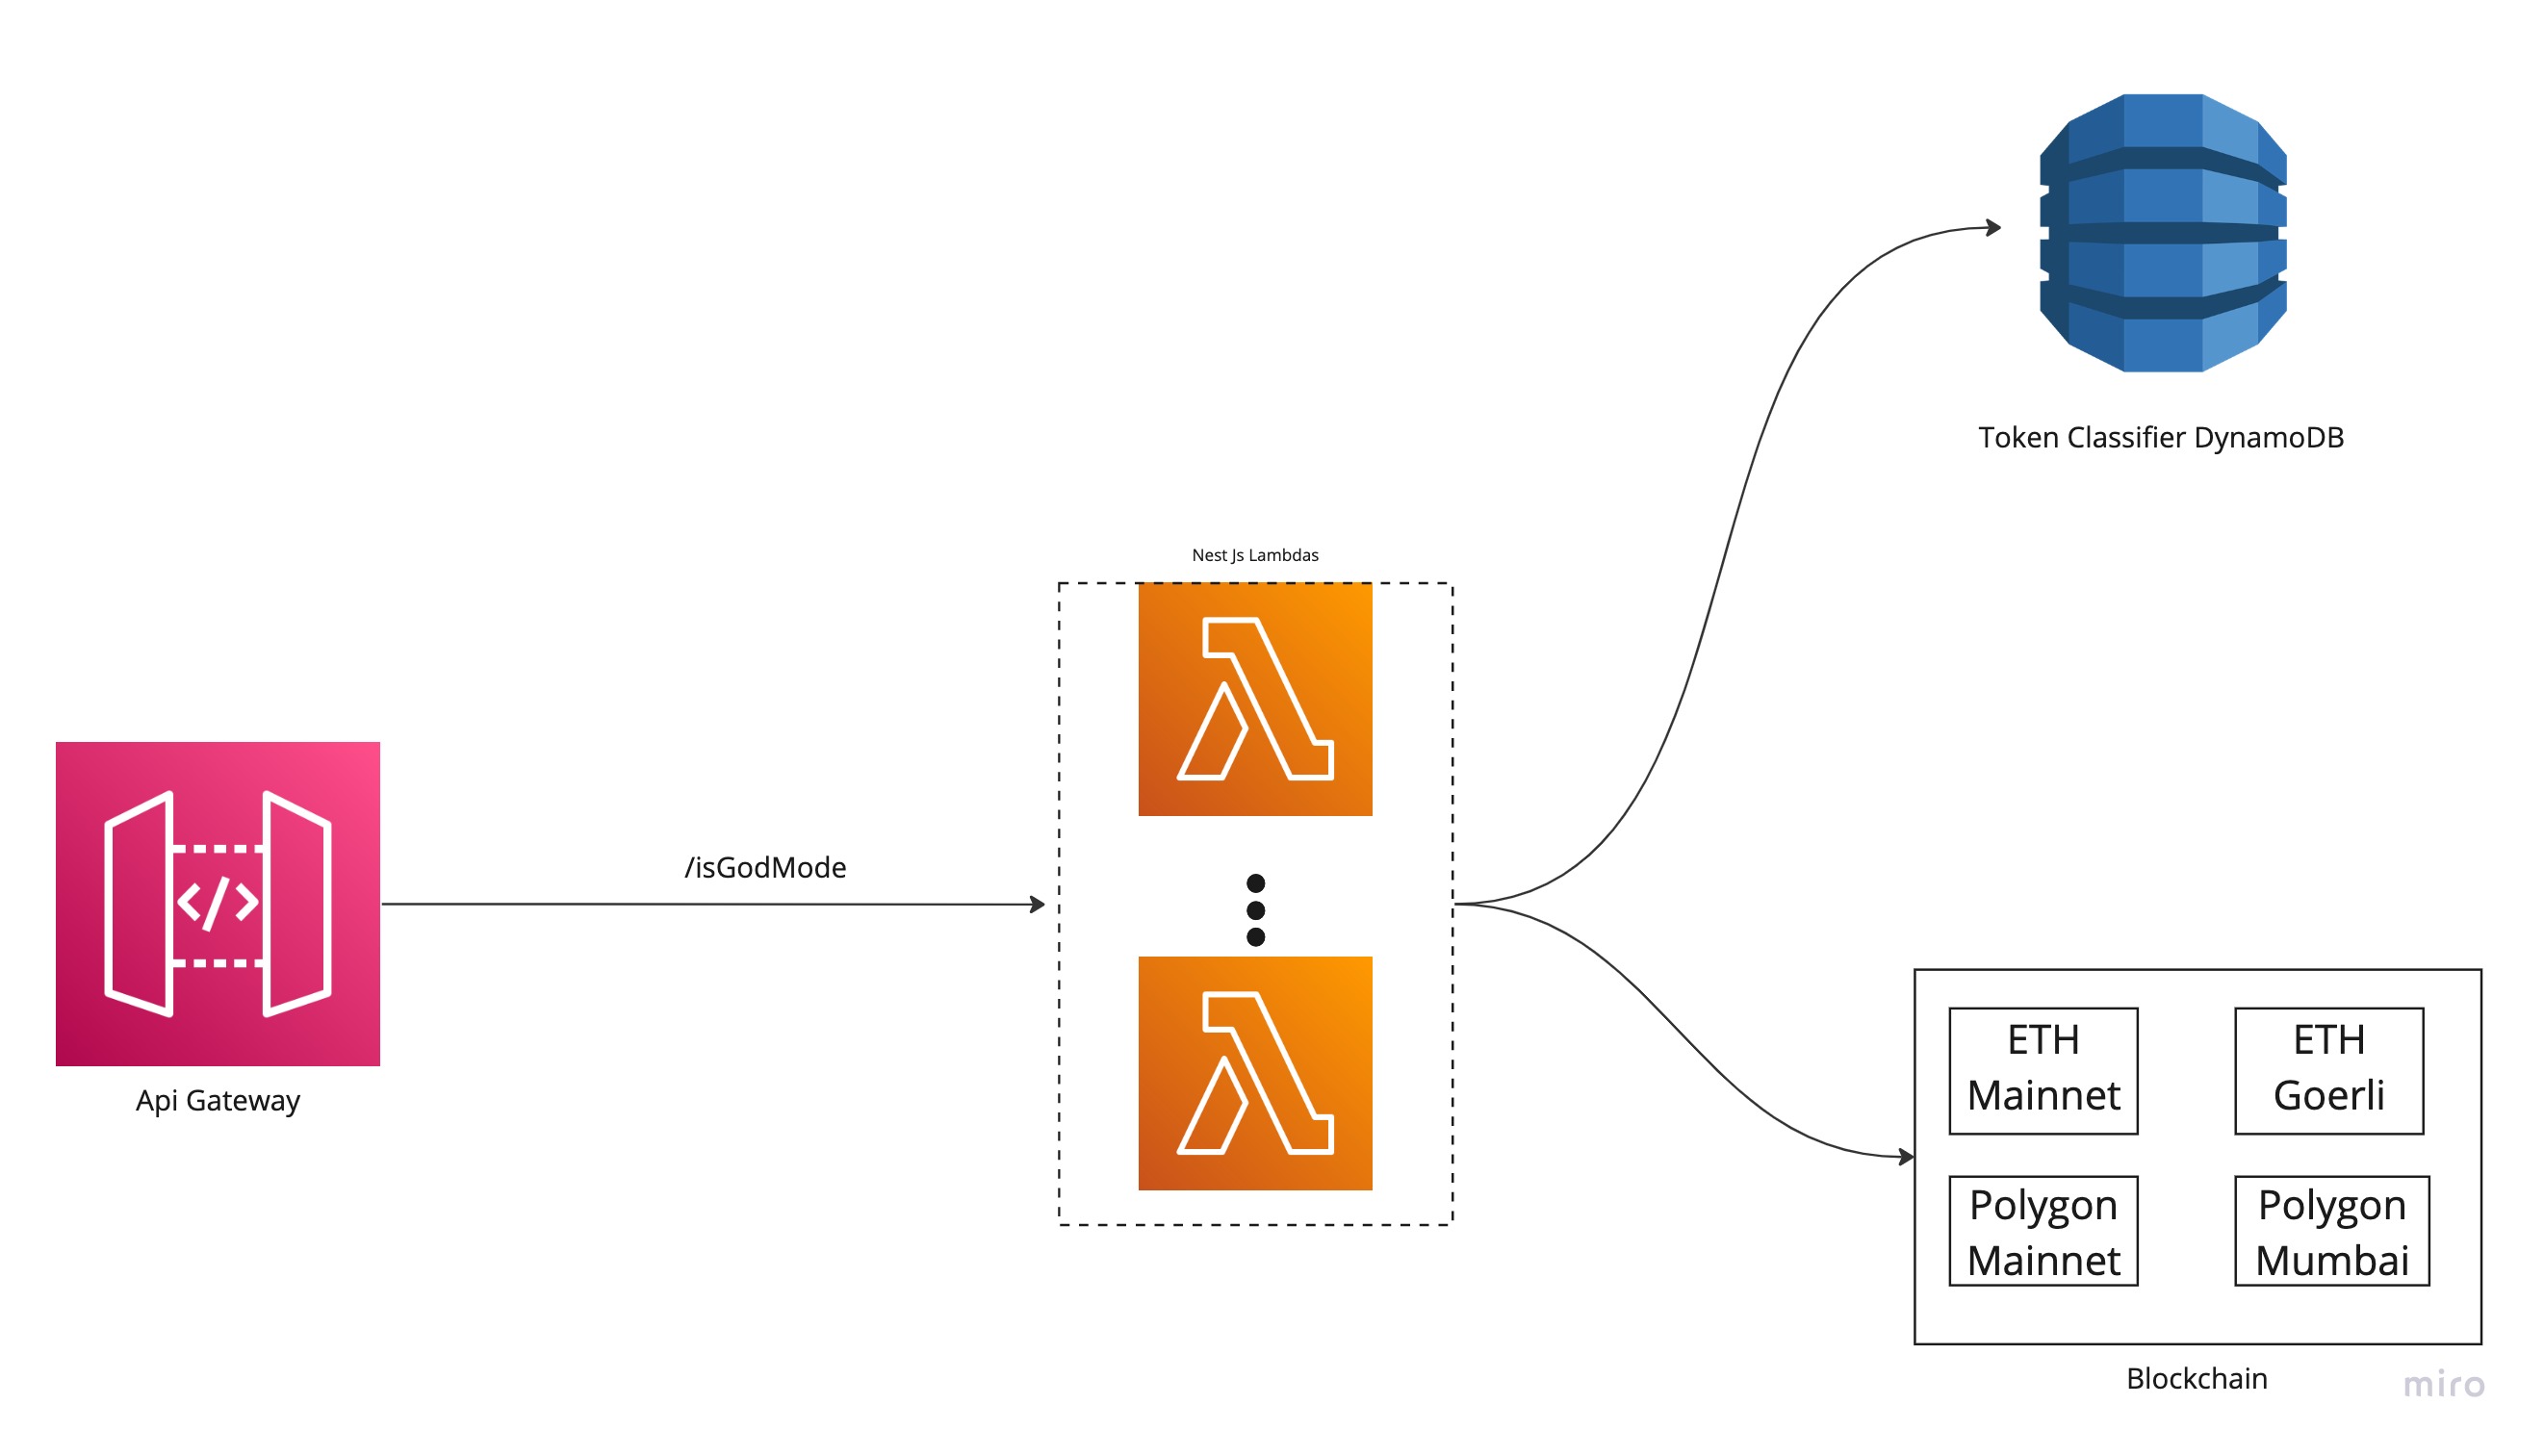 Token Classifier DynamoDB
Nest Js Lambdas
/isGodMode
</>
Api Gateway
ETH
Mainnet
ETH
Goerli
Polygon
Mainnet
Polygon
Mumbai
Blockchain
miro